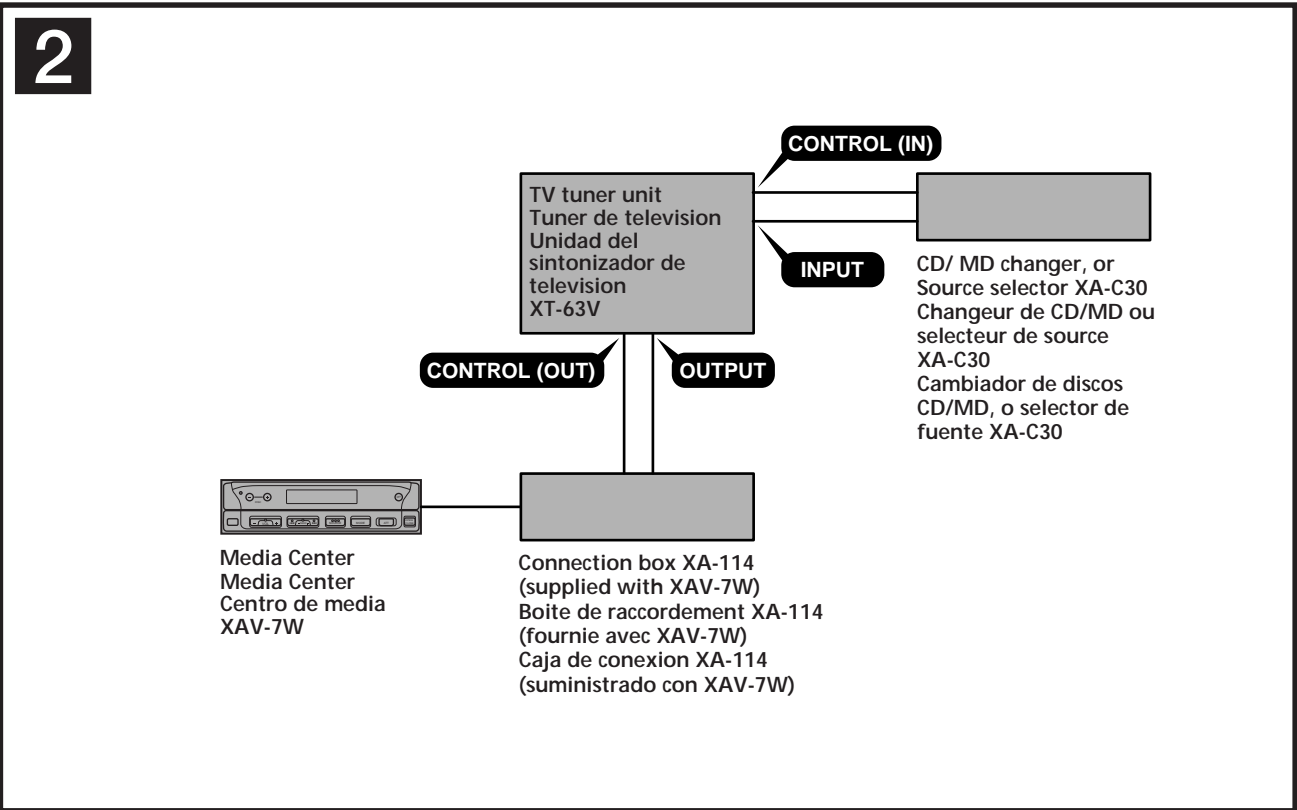 2
CONTROL (IN)
TV tuner unit
Tuner de television
Unidad del
sintonizador de
television
XT-63V
INPUT
CD/ MD changer, or
Source selector XA-C30
Changeur de CD/MD ou
selecteur de source
XA-C30
Cambiador de discos
CD/MD, o selector de
fuente XA-C30
CONTROL (OUT)
OUTPUT
Media Center
Media Center
Centro de media
XAV-7W
Connection box XA-114
(supplied with XAV-7W)
Boite de raccordement XA-114
(fournie avec XAV-7W)
Caja de conexion XA-114
(suministrado con XAV-7W)